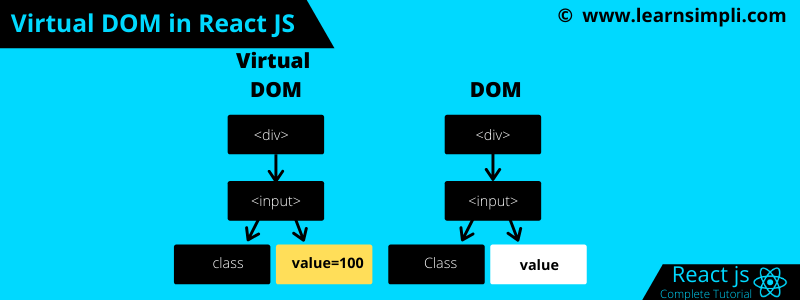 Virtual DOM in React JS
© www.learnsimpli.com
Virtual
DOM
DOM
<div>
<div>
<input>
<input>
class
value=100
Class
value
React js
Complete Tutorial